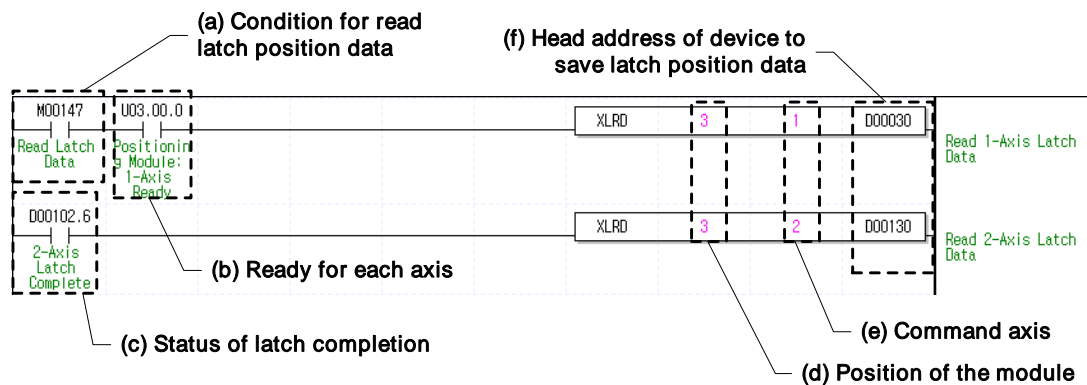 (a) Condition for read
latch position data
(f) Head address of device to
save latch position data
M00147 U03.00.0
XLRD 3 1 D00030
Read Latch
Data
Positionin
g Module:
1-Axis
Ready
Read 1-Axis Latch
Data
D00102.6
XLRD 3 2 D00130
2-Axis
Latch
Complete
Read 2-Axis Latch
Data
(b) Ready for each axis
(c) Status of latch completion
(e) Command axis
(d) Position of the module